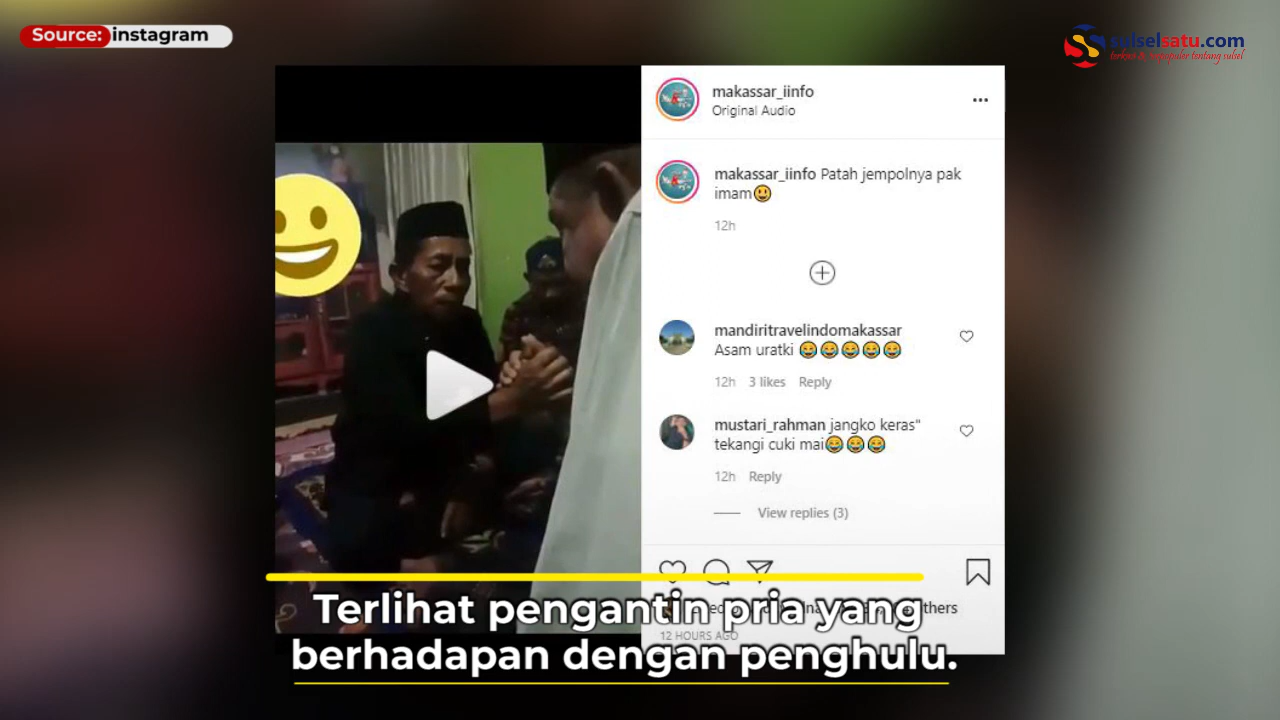 Source: instagram
sulselsatu.com
makassar_iinfo
Original Audio
makassar_iinfo Patah jempolnya pak
imam😃
12h
mandiritravelindomakassar
Asam uratki 😂😂😂😂😂
12h 3 likes Reply
mustari_rahman jangko keras"
tekangi cuki mai😂😂😂
12h Reply
View replies (3)
12 HOURS AGO
Terlihat pengantin pria yang
berhadapan dengan penghulu.